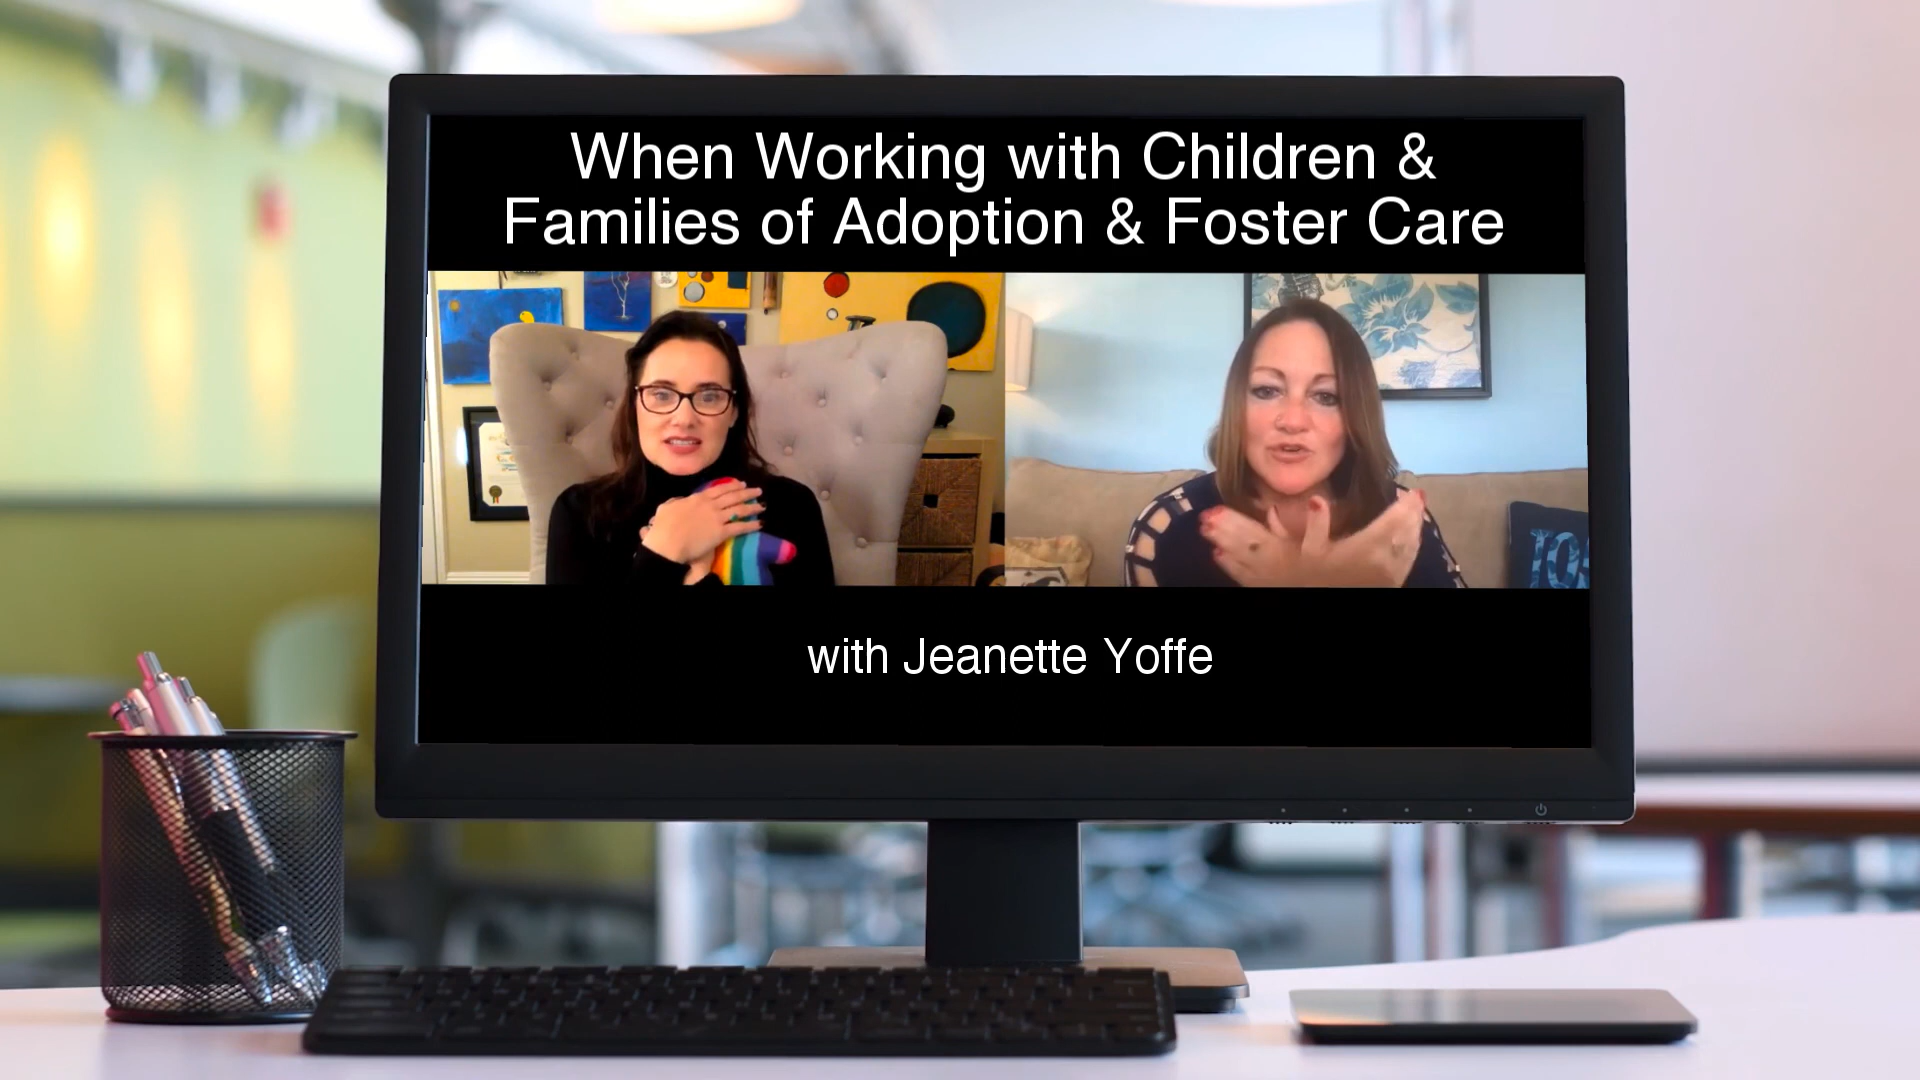 When Working with Children &
Families of Adoption & Foster Care
with Jeanette Yoffe